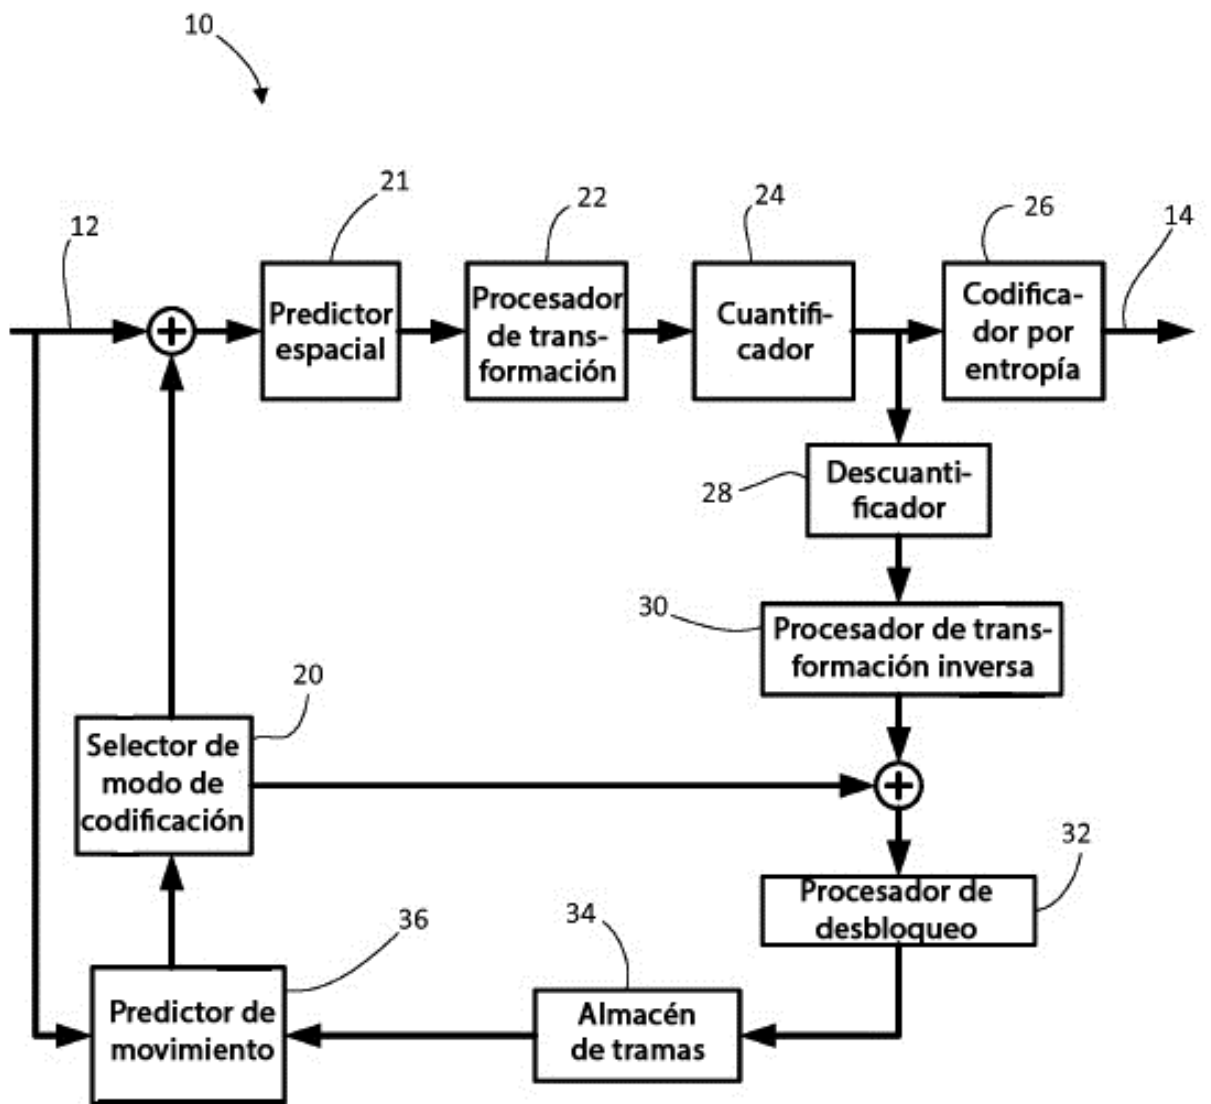 10
12
21
22
24
26
14
Predictor
espacial
Procesador
de trans-
formación
Cuantifi-
cador
Codifica-
dor por
entropía
28
Descuanti-
ficador
30
Procesador de trans-
formación inversa
20
Selector de
modo de
codificación
32
Procesador de
desbloqueo
36
34
Predictor de
movimiento
Almacén
de tramas